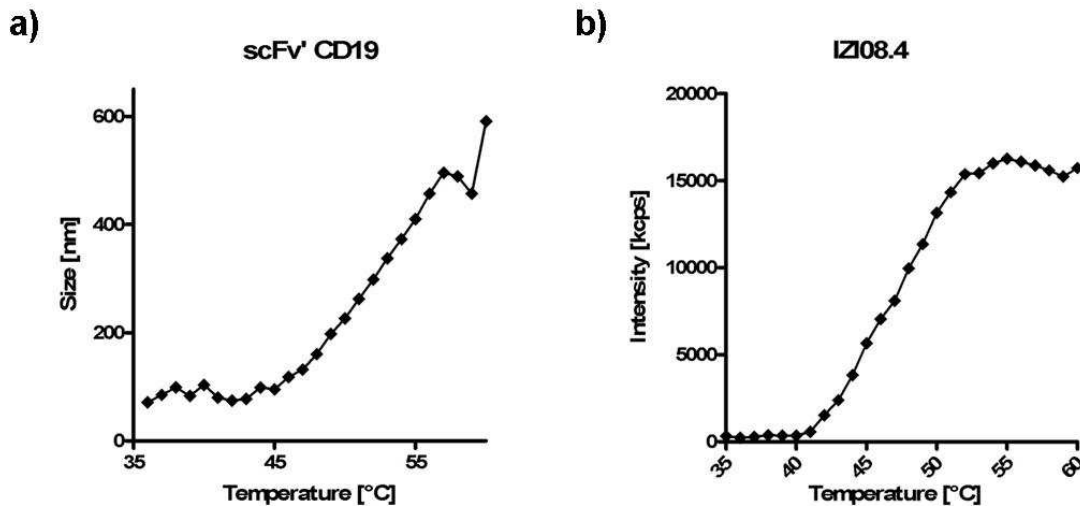 a)
scFv' CD19
Size [nm]
600
400
200
0
35
45
55
Temperature [°C]
b)
IZI08.4
Intensity [kcps]
20000
15000
10000
5000
0
35
40
45
50
55
60
Temperature [°C]